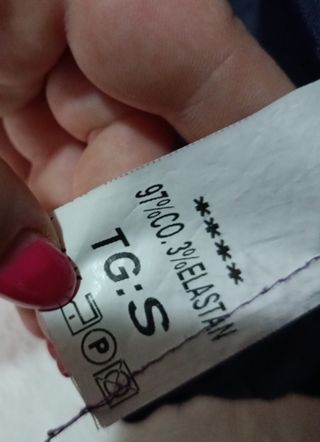 ****
97%CO. 3%ELASTAN
TG:S
P